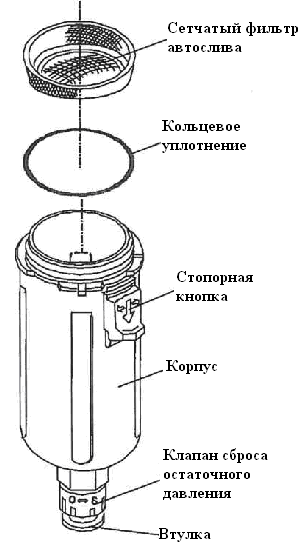 Сетчатый фильтр
автослива
Кольцевое
уплотнение
Стопорная
кнопка
Корпус
Клапан сброса
остаточного
давления
O ↔ S
Втулка